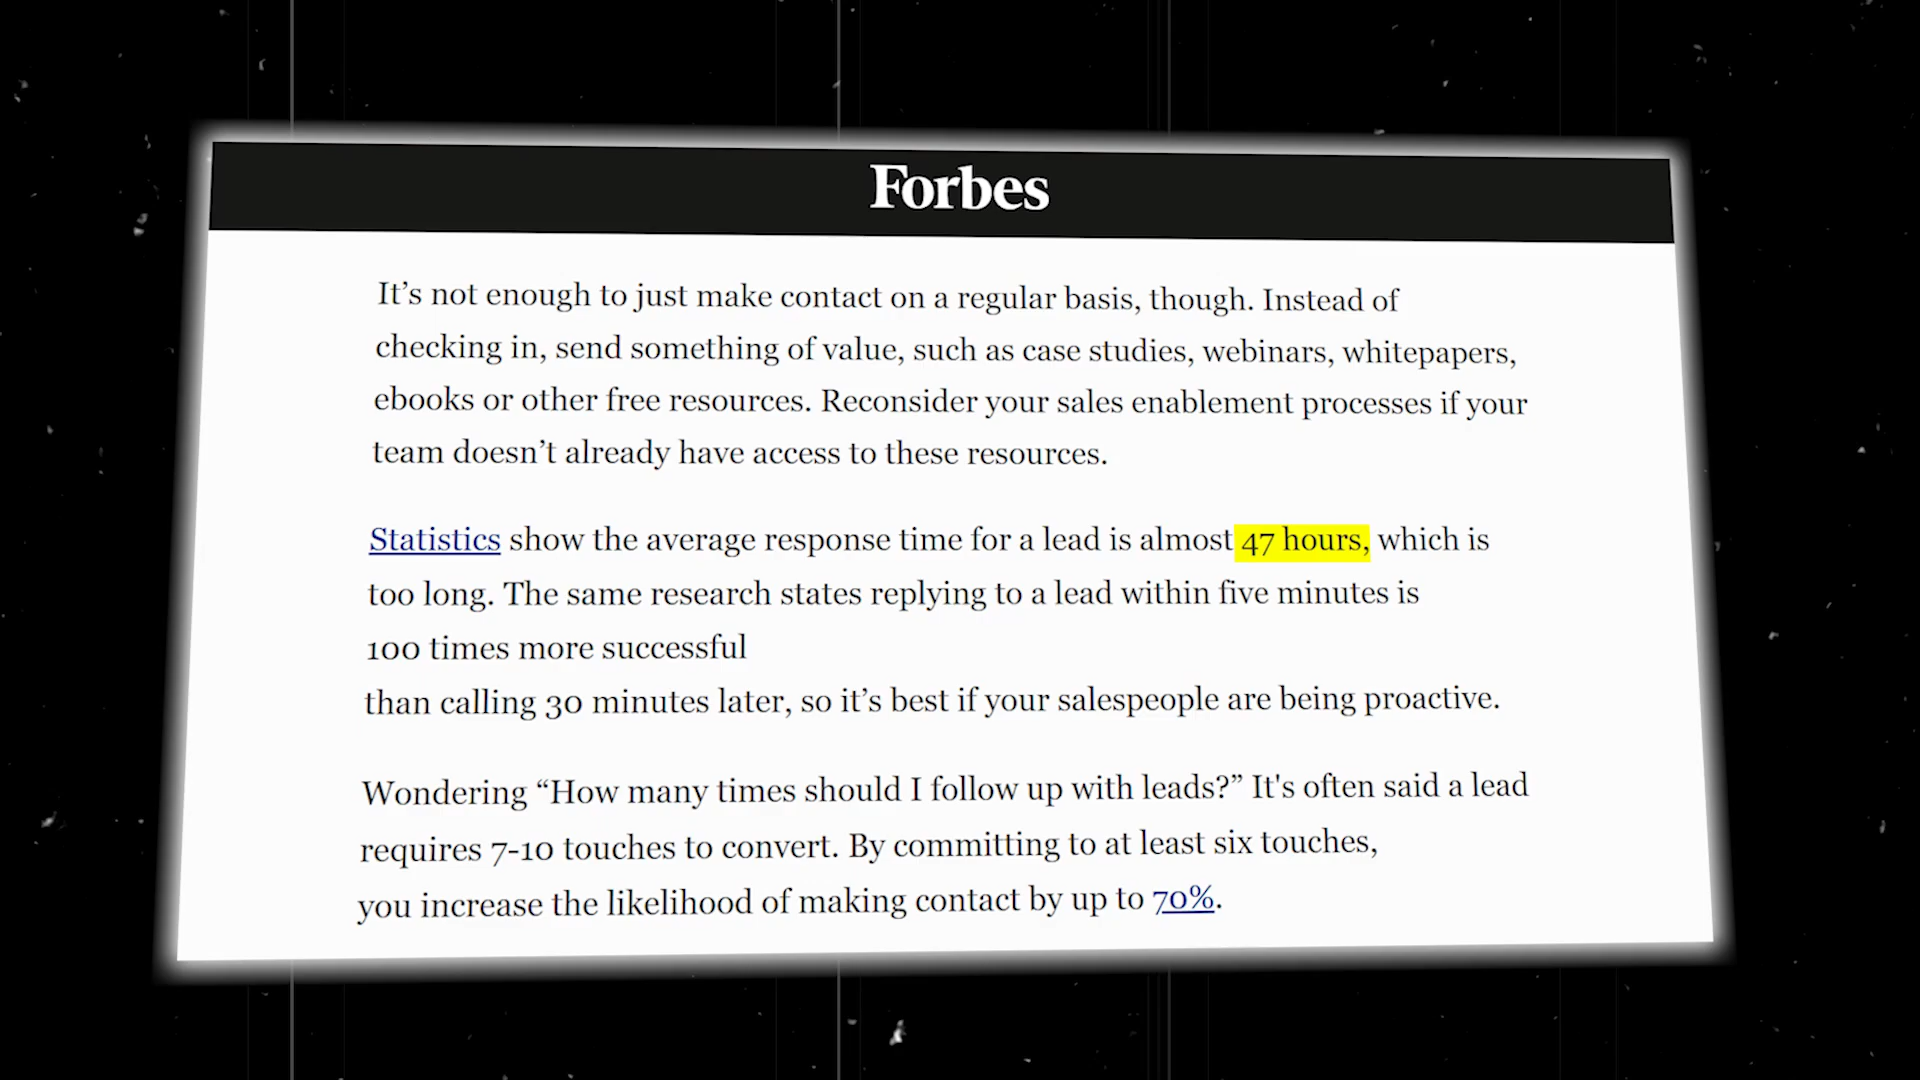 Forbes
It’s not enough to just make contact on a regular basis, though. Instead of
checking in, send something of value, such as case studies, webinars, whitepapers,
ebooks or other free resources. Reconsider your sales enablement processes if your
team doesn’t already have access to these resources.
Statistics show the average response time for a lead is almost 47 hours, which is
too long. The same research states replying to a lead within five minutes is
100 times more successful
than calling 30 minutes later, so it’s best if your salespeople are being proactive.
Wondering “How many times should I follow up with leads?” It's often said a lead
requires 7-10 touches to convert. By committing to at least six touches,
you increase the likelihood of making contact by up to 70%.